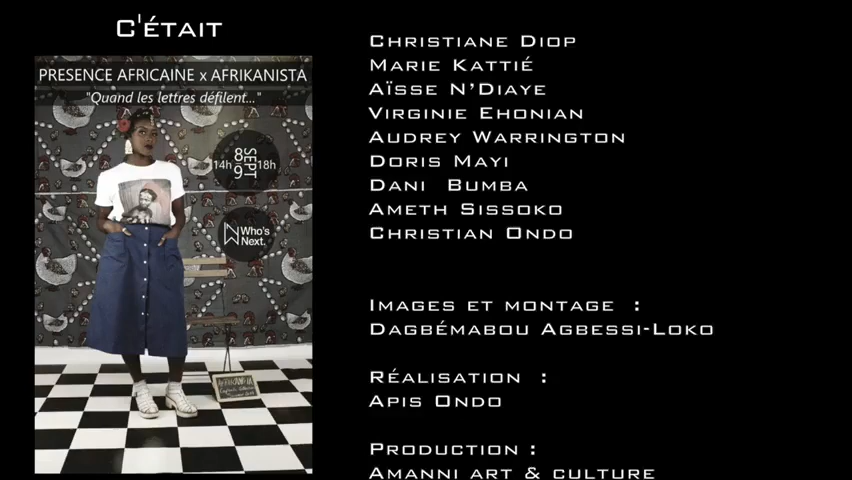 C'ÉTAIT
PRESENCE AFRICAINE x AFRIKANISTA
"Quand les lettres défilent..."
14h 8 9 SEPT 18h
Who's
Next.
AFRIKANISTA
CHRISTIANE DIOP
MARIE KATTIÉ
AÏSSE N'DIAYE
VIRGINIE EHONIAN
AUDREY WARRINGTON
DORIS MAYI
DANI BUMBA
AMETH SISSOKO
CHRISTIAN ONDO
IMAGES ET MONTAGE :
DAGBÉMABOU AGBESSI-LOKO
RÉALISATION :
APIS ONDO
PRODUCTION :
AMANNI ART & CULTURE